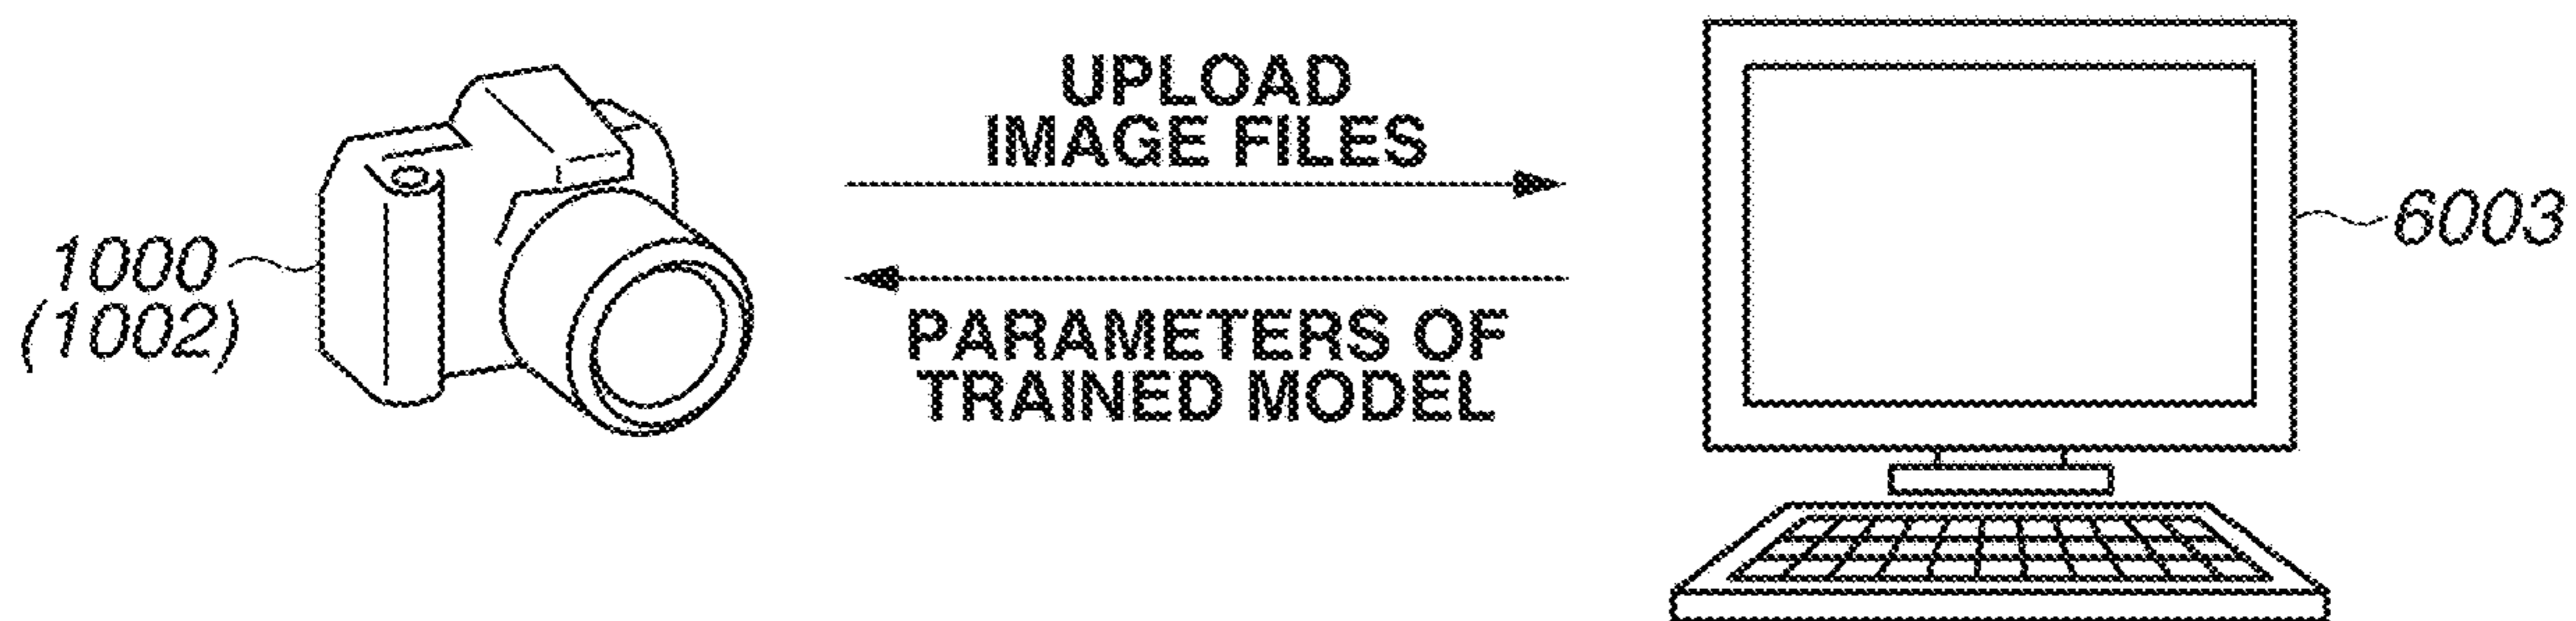 UPLOAD
IMAGE FILES
1000
(1002)
6003
PARAMETERS OF
TRAINED MODEL